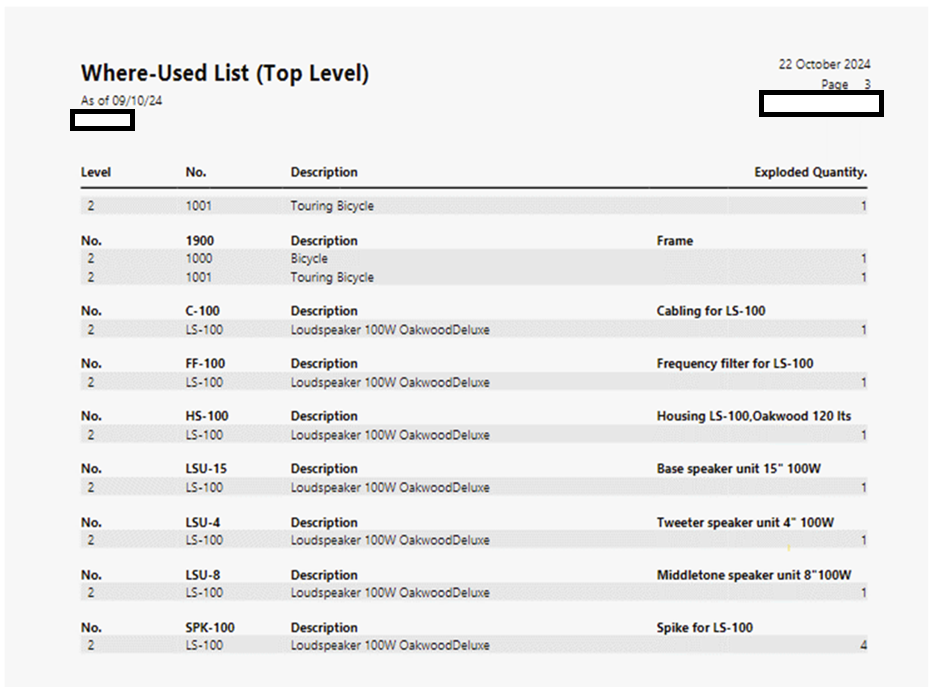 Where-Used List (Top Level)
22 October 2024
Page 3
As of 09/10/24
Level No. Description Exploded Quantity.
2 1001 Touring Bicycle 1
No. 1900 Description Frame
2 1000 Bicycle 1
2 1001 Touring Bicycle 1
No. C-100 Description Cabling for LS-100
2 LS-100 Loudspeaker 100W OakwoodDeluxe 1
No. FF-100 Description Frequency filter for LS-100
2 LS-100 Loudspeaker 100W OakwoodDeluxe 1
No. HS-100 Description Housing LS-100,Oakwood 120 lts
2 LS-100 Loudspeaker 100W OakwoodDeluxe 1
No. LSU-15 Description Base speaker unit 15" 100W
2 LS-100 Loudspeaker 100W OakwoodDeluxe 1
No. LSU-4 Description Tweeter speaker unit 4" 100W
2 LS-100 Loudspeaker 100W OakwoodDeluxe 1
No. LSU-8 Description Middletone speaker unit 8"100W
2 LS-100 Loudspeaker 100W OakwoodDeluxe 1
No. SPK-100 Description Spike for LS-100
2 LS-100 Loudspeaker 100W OakwoodDeluxe 4